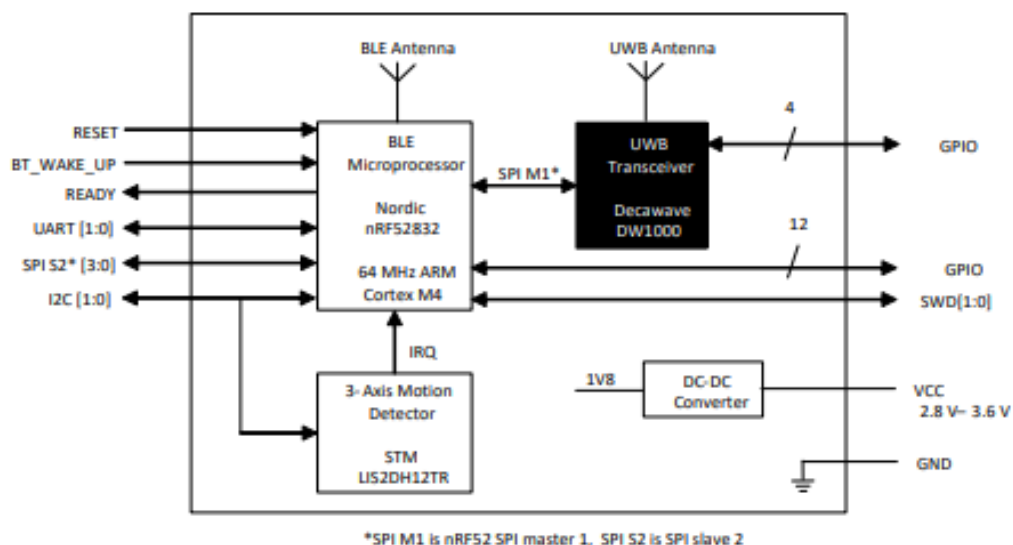 BLE Antenna
UWB Antenna
RESET
BT_WAKE_UP
READY
UART [1:0]
SPI S2* [3:0]
I2C [1:0]
BLE
Microprocessor
Nordic
nRF52832
64 MHz ARM
Cortex M4
SPI M1*
UWB
Transceiver
Decawave
DW1000
4
GPIO
12
GPIO
SWD[1:0]
IRQ
3- Axis Motion
Detector
STM
LIS2DH12TR
1V8
DC-DC
Converter
VCC
2.8 V– 3.6 V
GND
*SPI M1 is nRF52 SPI master 1, SPI S2 is SPI slave 2